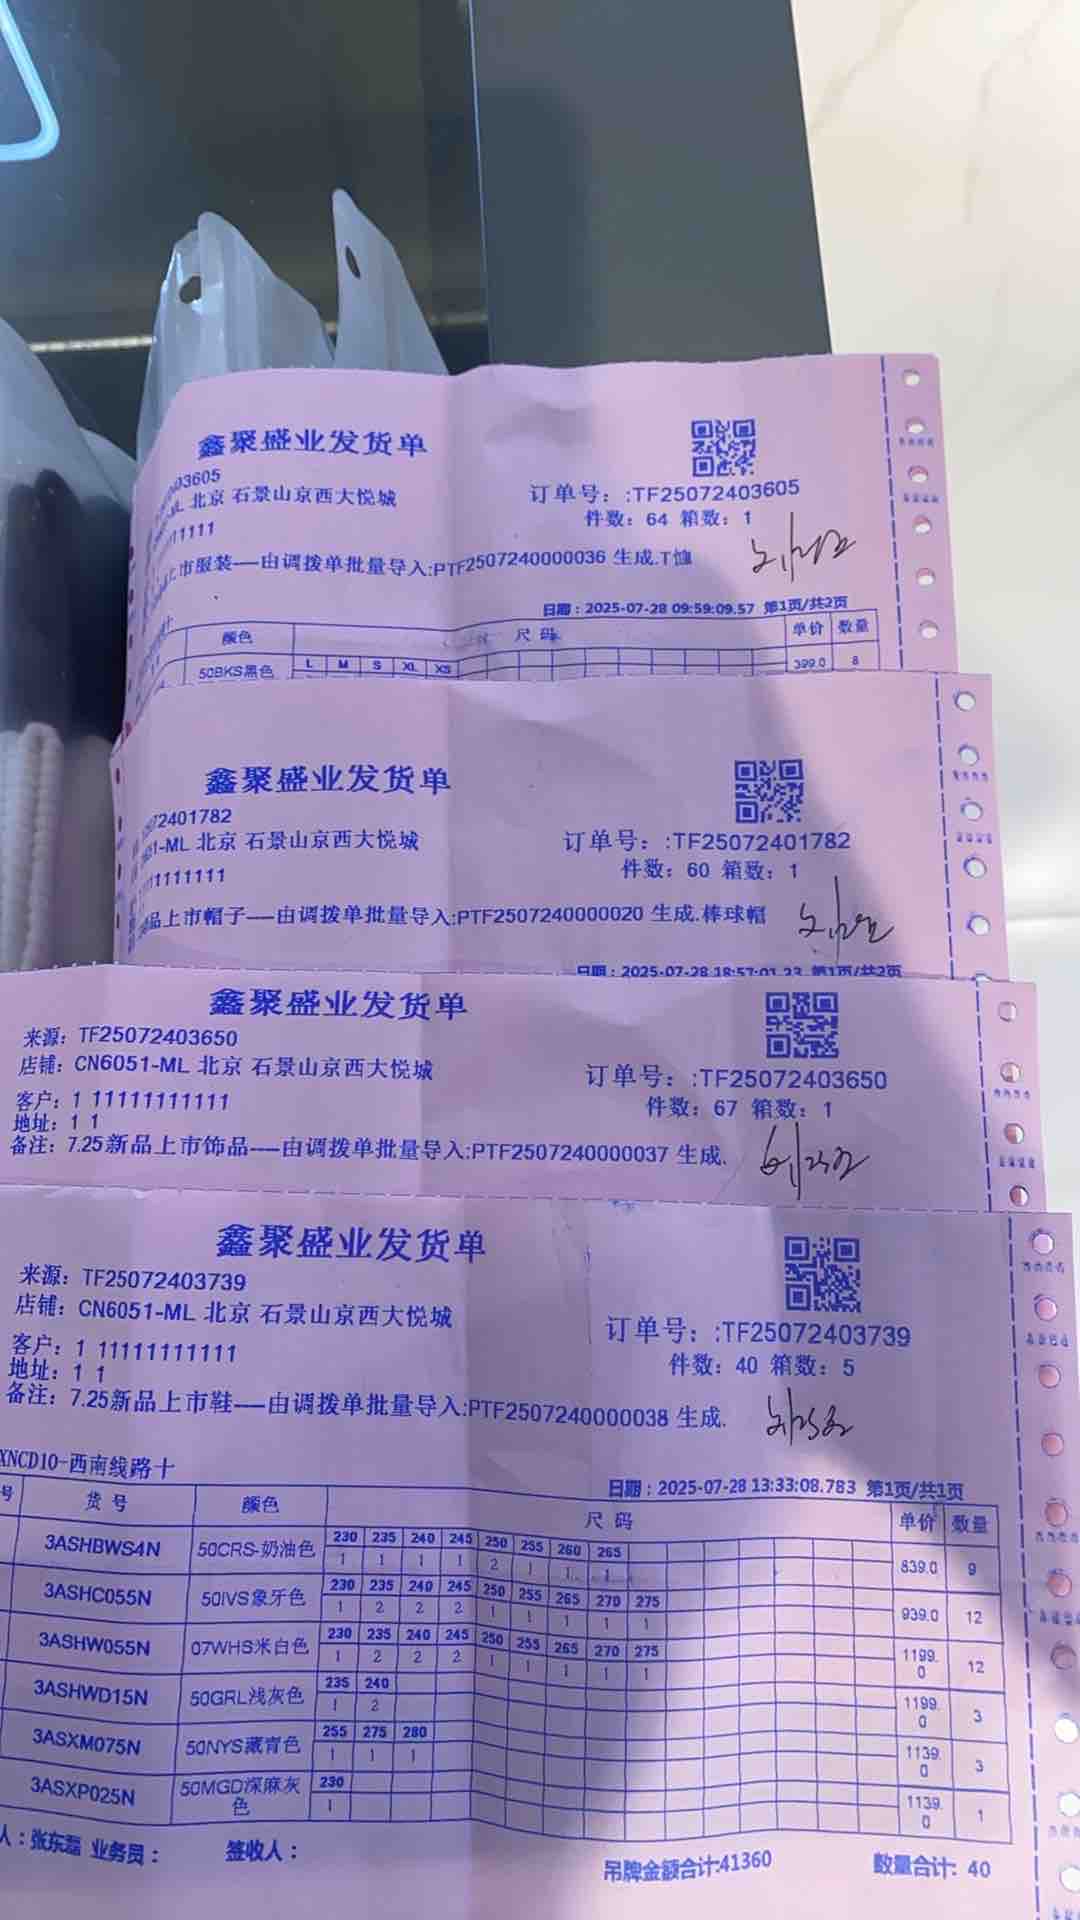 鑫聚盛业发货单
03605
北京 石景山京西大悦城
11111
订单号：:TF25072403605
件数：64 箱数：1
上市服装----由调拨单批量导入:PTF2507240000036 生成.T恤
日期：2025-07-28 09:59:09.57 第1页/共2页
颜色 尺码 单价 数量
50BKS黑色 L M S XL XS 399.0 8
鑫聚盛业发货单
72401782
051-ML 北京 石景山京西大悦城
订单号：:TF25072401782
件数：60 箱数：1
11111111
品上市帽子----由调拨单批量导入:PTF2507240000020 生成.棒球帽
日期：2025-07-28 18:57:01.23 第1页/共2页
鑫聚盛业发货单
来源：TF25072403650
店铺：CN6051-ML 北京 石景山京西大悦城
订单号：:TF25072403650
客户：1 11111111111
件数：67 箱数：1
地址：1 1
备注：7.25新品上市饰品----由调拨单批量导入:PTF2507240000037 生成.
鑫聚盛业发货单
来源：TF25072403739
店铺：CN6051-ML 北京 石景山京西大悦城
订单号：:TF25072403739
客户：1 11111111111
件数：40 箱数：5
地址：1 1
备注：7.25新品上市鞋----由调拨单批量导入:PTF2507240000038 生成.
XNCD10-西南线路十
日期：2025-07-28 13:33:08.783 第1页/共1页
号 货号 颜色 尺码 单价 数量
230 235 240 245 250 255 260 265
3ASHBWS4N 50CRS-奶油色 1 1 1 1 2 1 1 1 839.0 9
230 235 240 245 250 255 265 270 275
3ASHC055N 50IVS象牙色 1 2 2 2 1 1 1 1 1 939.0 12
230 235 240 245 250 255 265 270 275
3ASHW055N 07WHS米白色 1 2 2 2 1 1 1 1 1 1199.0 12
235 240
3ASHWD15N 50GRL浅灰色 1 2 1199.0 3
255 275 280
3ASXM075N 50NYS藏青色 1 1 1 1139.0 3
230
3ASXP025N 50MGD深麻灰色 1 1139.0 1
人：张东磊 业务员： 签收人： 吊牌金额合计:41360 数量合计: 40